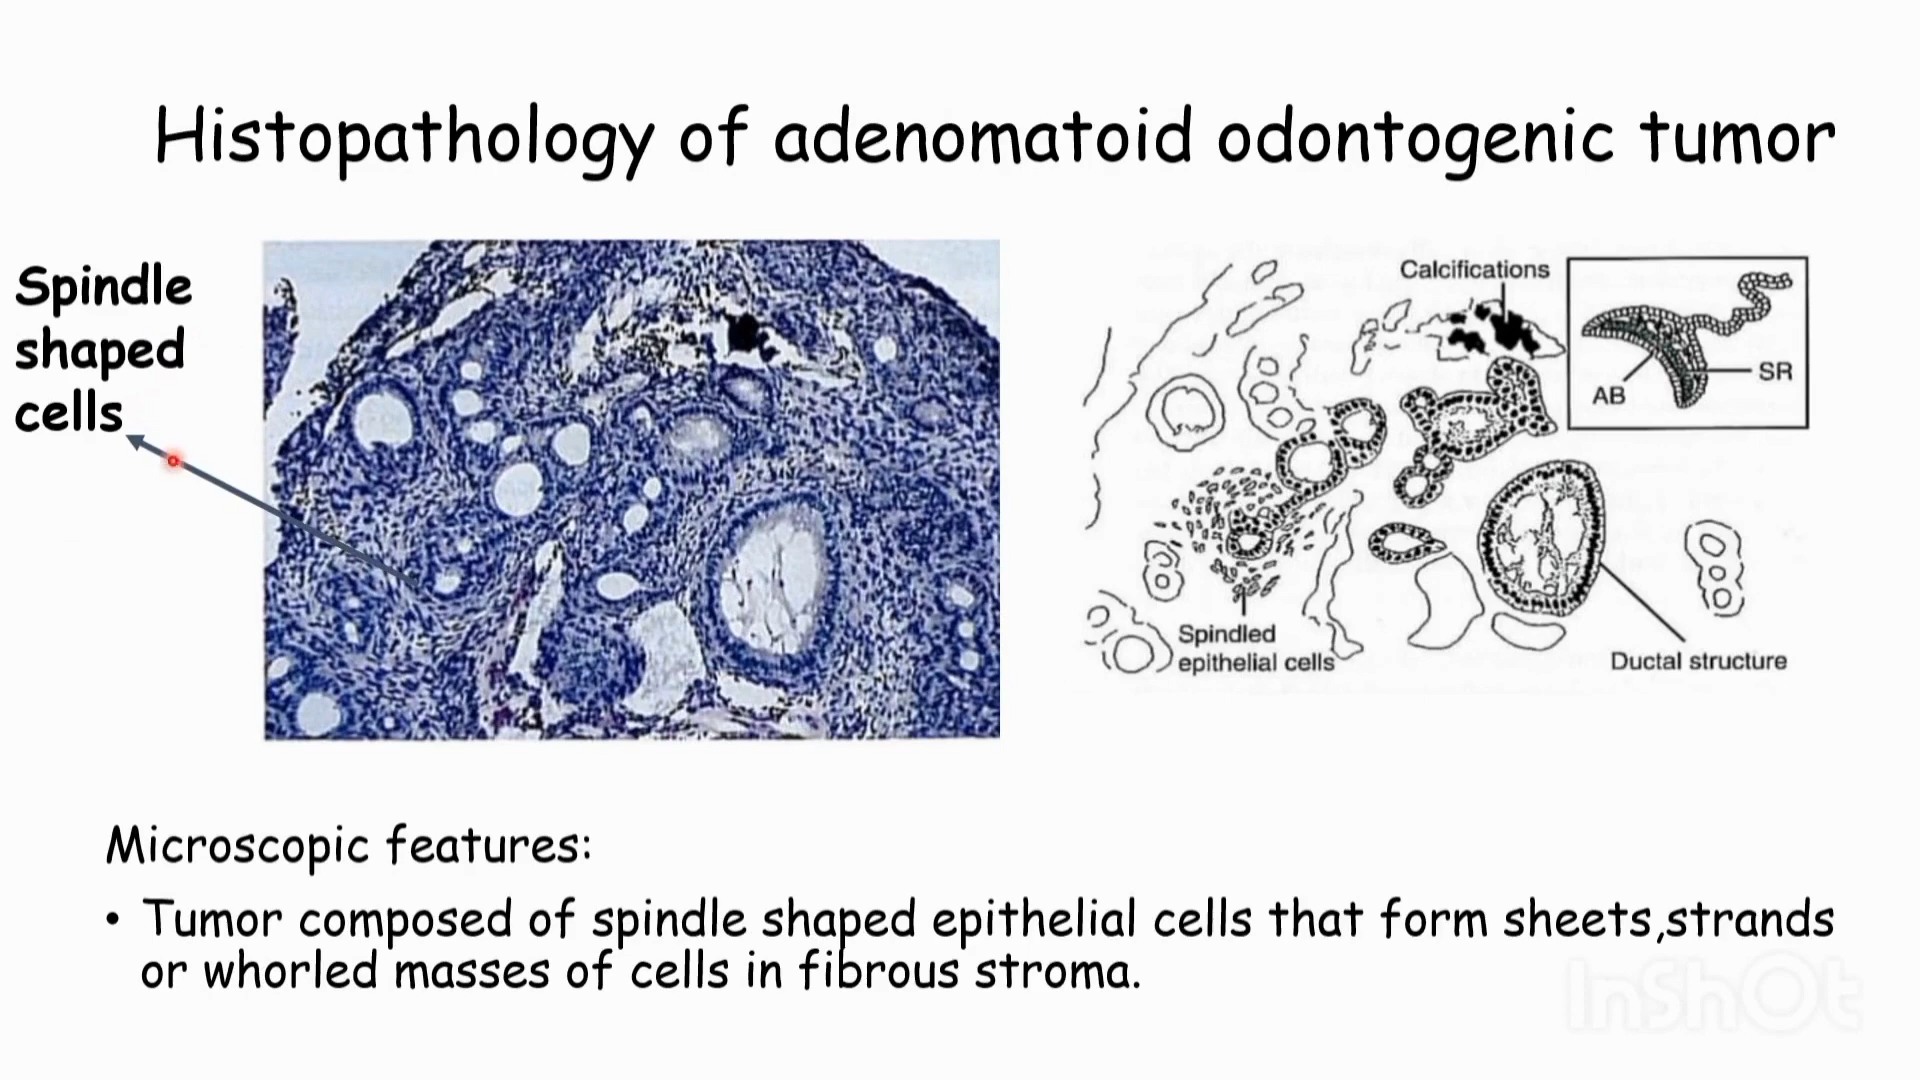 Histopathology of adenomatoid odontogenic tumor
Spindle
shaped
cells
Calcifications
AB
SR
Spindled
epithelial cells
Ductal structure
Microscopic features:
• Tumor composed of spindle shaped epithelial cells that form sheets,strands
or whorled masses of cells in fibrous stroma.
InShOt